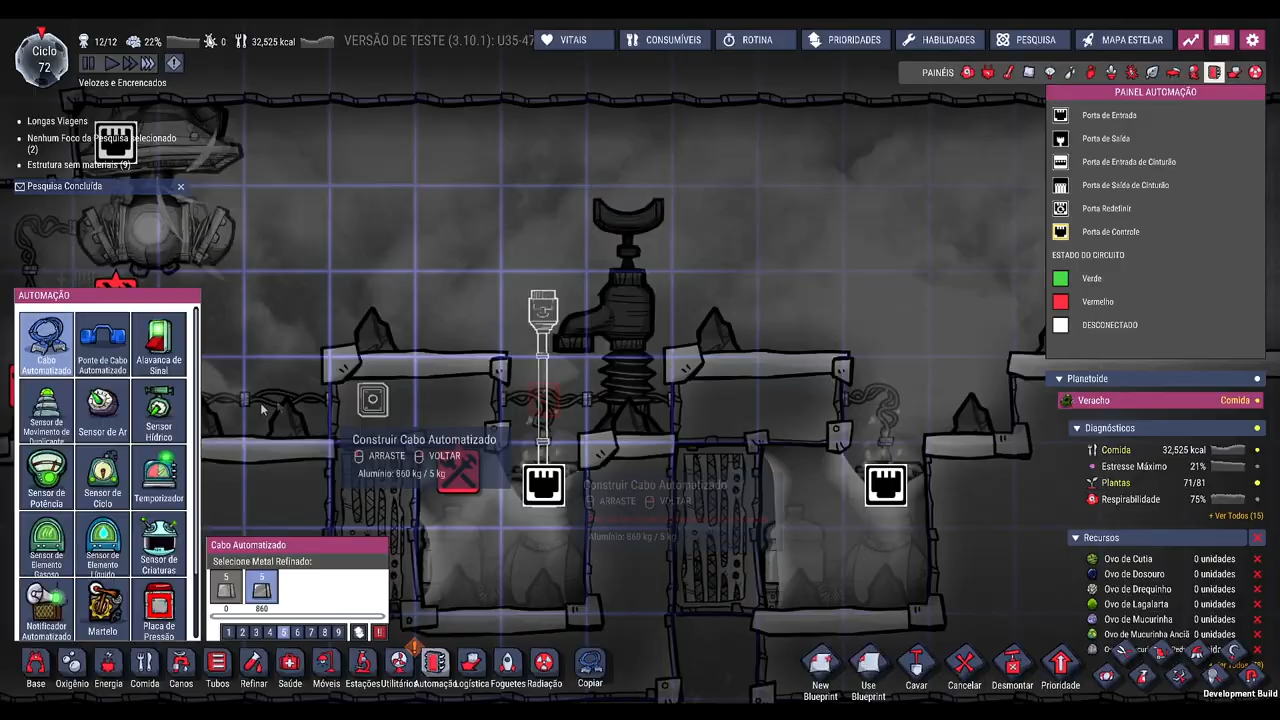 Ciclo
72
12/12
22%
0
32,525 kcal
VERSÃO DE TESTE (3.10.1): U35-47
VITAIS
CONSUMÍVEIS
ROTINA
PRIORIDADES
HABILIDADES
PESQUISA
MAPA ESTELAR
Velozes e Encrencados
PAINÉIS
PAINEL AUTOMAÇÃO
Porta de Entrada
Porta de Saída
Porta de Entrada de Cinturão
Porta de Saída de Cinturão
Porta Redefinir
Porta de Controle
ESTADO DO CIRCUITO
Verde
Vermelho
DESCONECTADO
Longas Viagens
Nenhum Foco da Pesquisa selecionado
(2)
Estrutura sem materiais (9)
Pesquisa Concluída
AUTOMAÇÃO
Cabo
Automatizado
Ponte de Cabo
Automatizado
Alavanca de
Sinal
Sensor de
Movimento de
Duplicante
Sensor de Ar
Sensor
Hídrico
Sensor de
Potência
Sensor de
Ciclo
Temporizador
Sensor de
Elemento
Gasoso
Sensor de
Elemento
Líquido
Sensor de
Criaturas
Notificador
Automatizado
Martelo
Placa de
Pressão
Construir Cabo Automatizado
ARRASTE
VOLTAR
Alumínio: 860 kg / 5 kg
Construir Cabo Automatizado
ARRASTE
VOLTAR
Alumínio: 860 kg / 5 kg
Cabo Automatizado
Selecione Metal Refinado:
5
5
0
860
1 2 3 4 5 6 7 8 9
Planetoide
Veracho
Comida
Diagnósticos
Comida 32,525 kcal
Estresse Máximo 21%
Plantas 71/81
Respirabilidade 75%
+ Ver Todos (15)
Recursos
Ovo de Cutia 0 unidades
Ovo de Dosouro 0 unidades
Ovo de Drequinho 0 unidades
Ovo de Lagalarta 0 unidades
Ovo de Mucurinha 0 unidades
Ovo de Mucurinha Anciã 0 unidades
Base
Oxigênio
Energia
Comida
Canos
Tubos
Refinar
Saúde
Móveis
Estações
Utilitários
Automação
Logística
Foguetes
Radiação
Copiar
New
Blueprint
Use
Blueprint
Cavar
Cancelar
Desmontar
Prioridade
Development Build